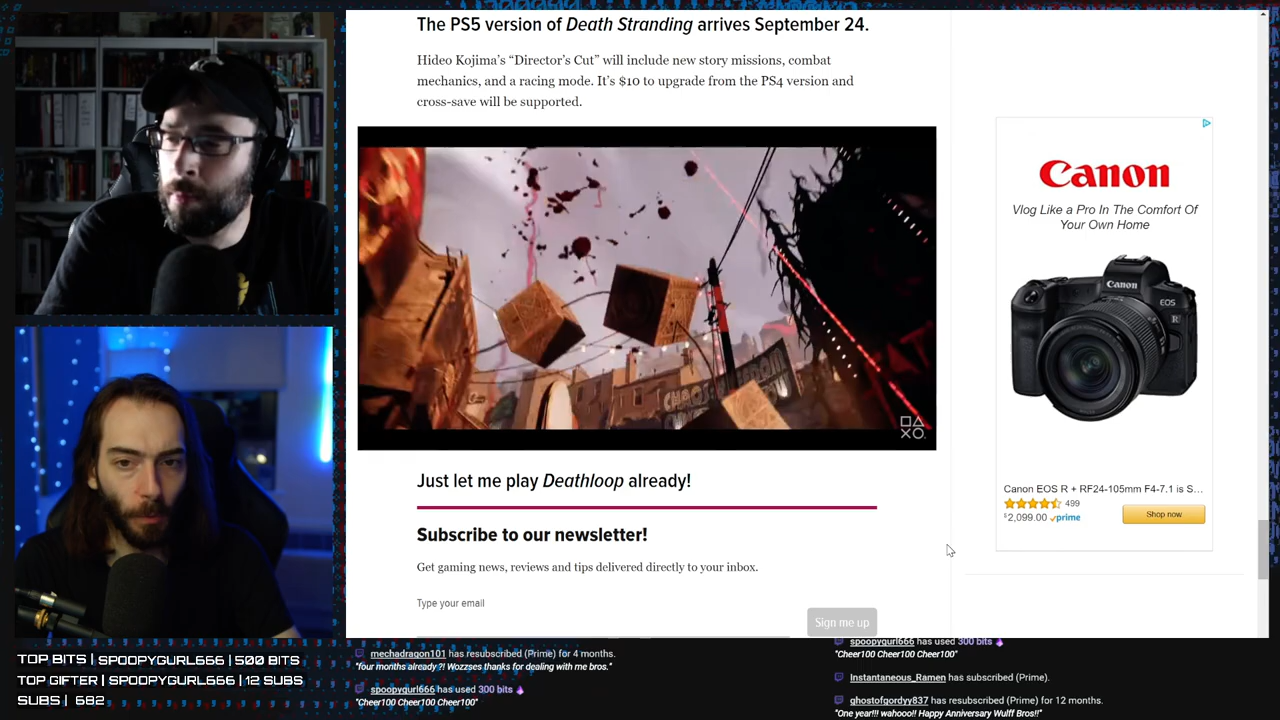 The PS5 version of Death Stranding arrives September 24.
Hideo Kojima's “Director's Cut” will include new story missions, combat
mechanics, and a racing mode. It's $10 to upgrade from the PS4 version and
cross-save will be supported.
CHAOS
Just let me play Deathloop already!
Subscribe to our newsletter!
Get gaming news, reviews and tips delivered directly to your inbox.
Type your email
Sign me up
Canon
Vlog Like a Pro In The Comfort Of
Your Own Home
Canon
EOS
R
Canon EOS R + RF24-105mm F4-7.1 is S...
499
$2,099.00 prime
Shop now
TOP BITS | SPOOPYGURL666 | 500 BITS
TOP GIFTER | SPOOPYGURL666 | 12 SUBS
SUBS | 682
mechadragon101 has resubscribed (Prime) for 4 months.
"four months already ?! Wozzses thanks for dealing with me bros."
spoopygurl666 has used 300 bits
"Cheer100 Cheer100 Cheer100"
spoopygurl666 has used 300 bits
"Cheer100 Cheer100 Cheer100"
Instantaneous_Ramen has subscribed (Prime).
ghostofgordyy837 has resubscribed (Prime) for 12 months.
"One year!!! wahooo!! Happy Anniversary Wulff Bros!!"